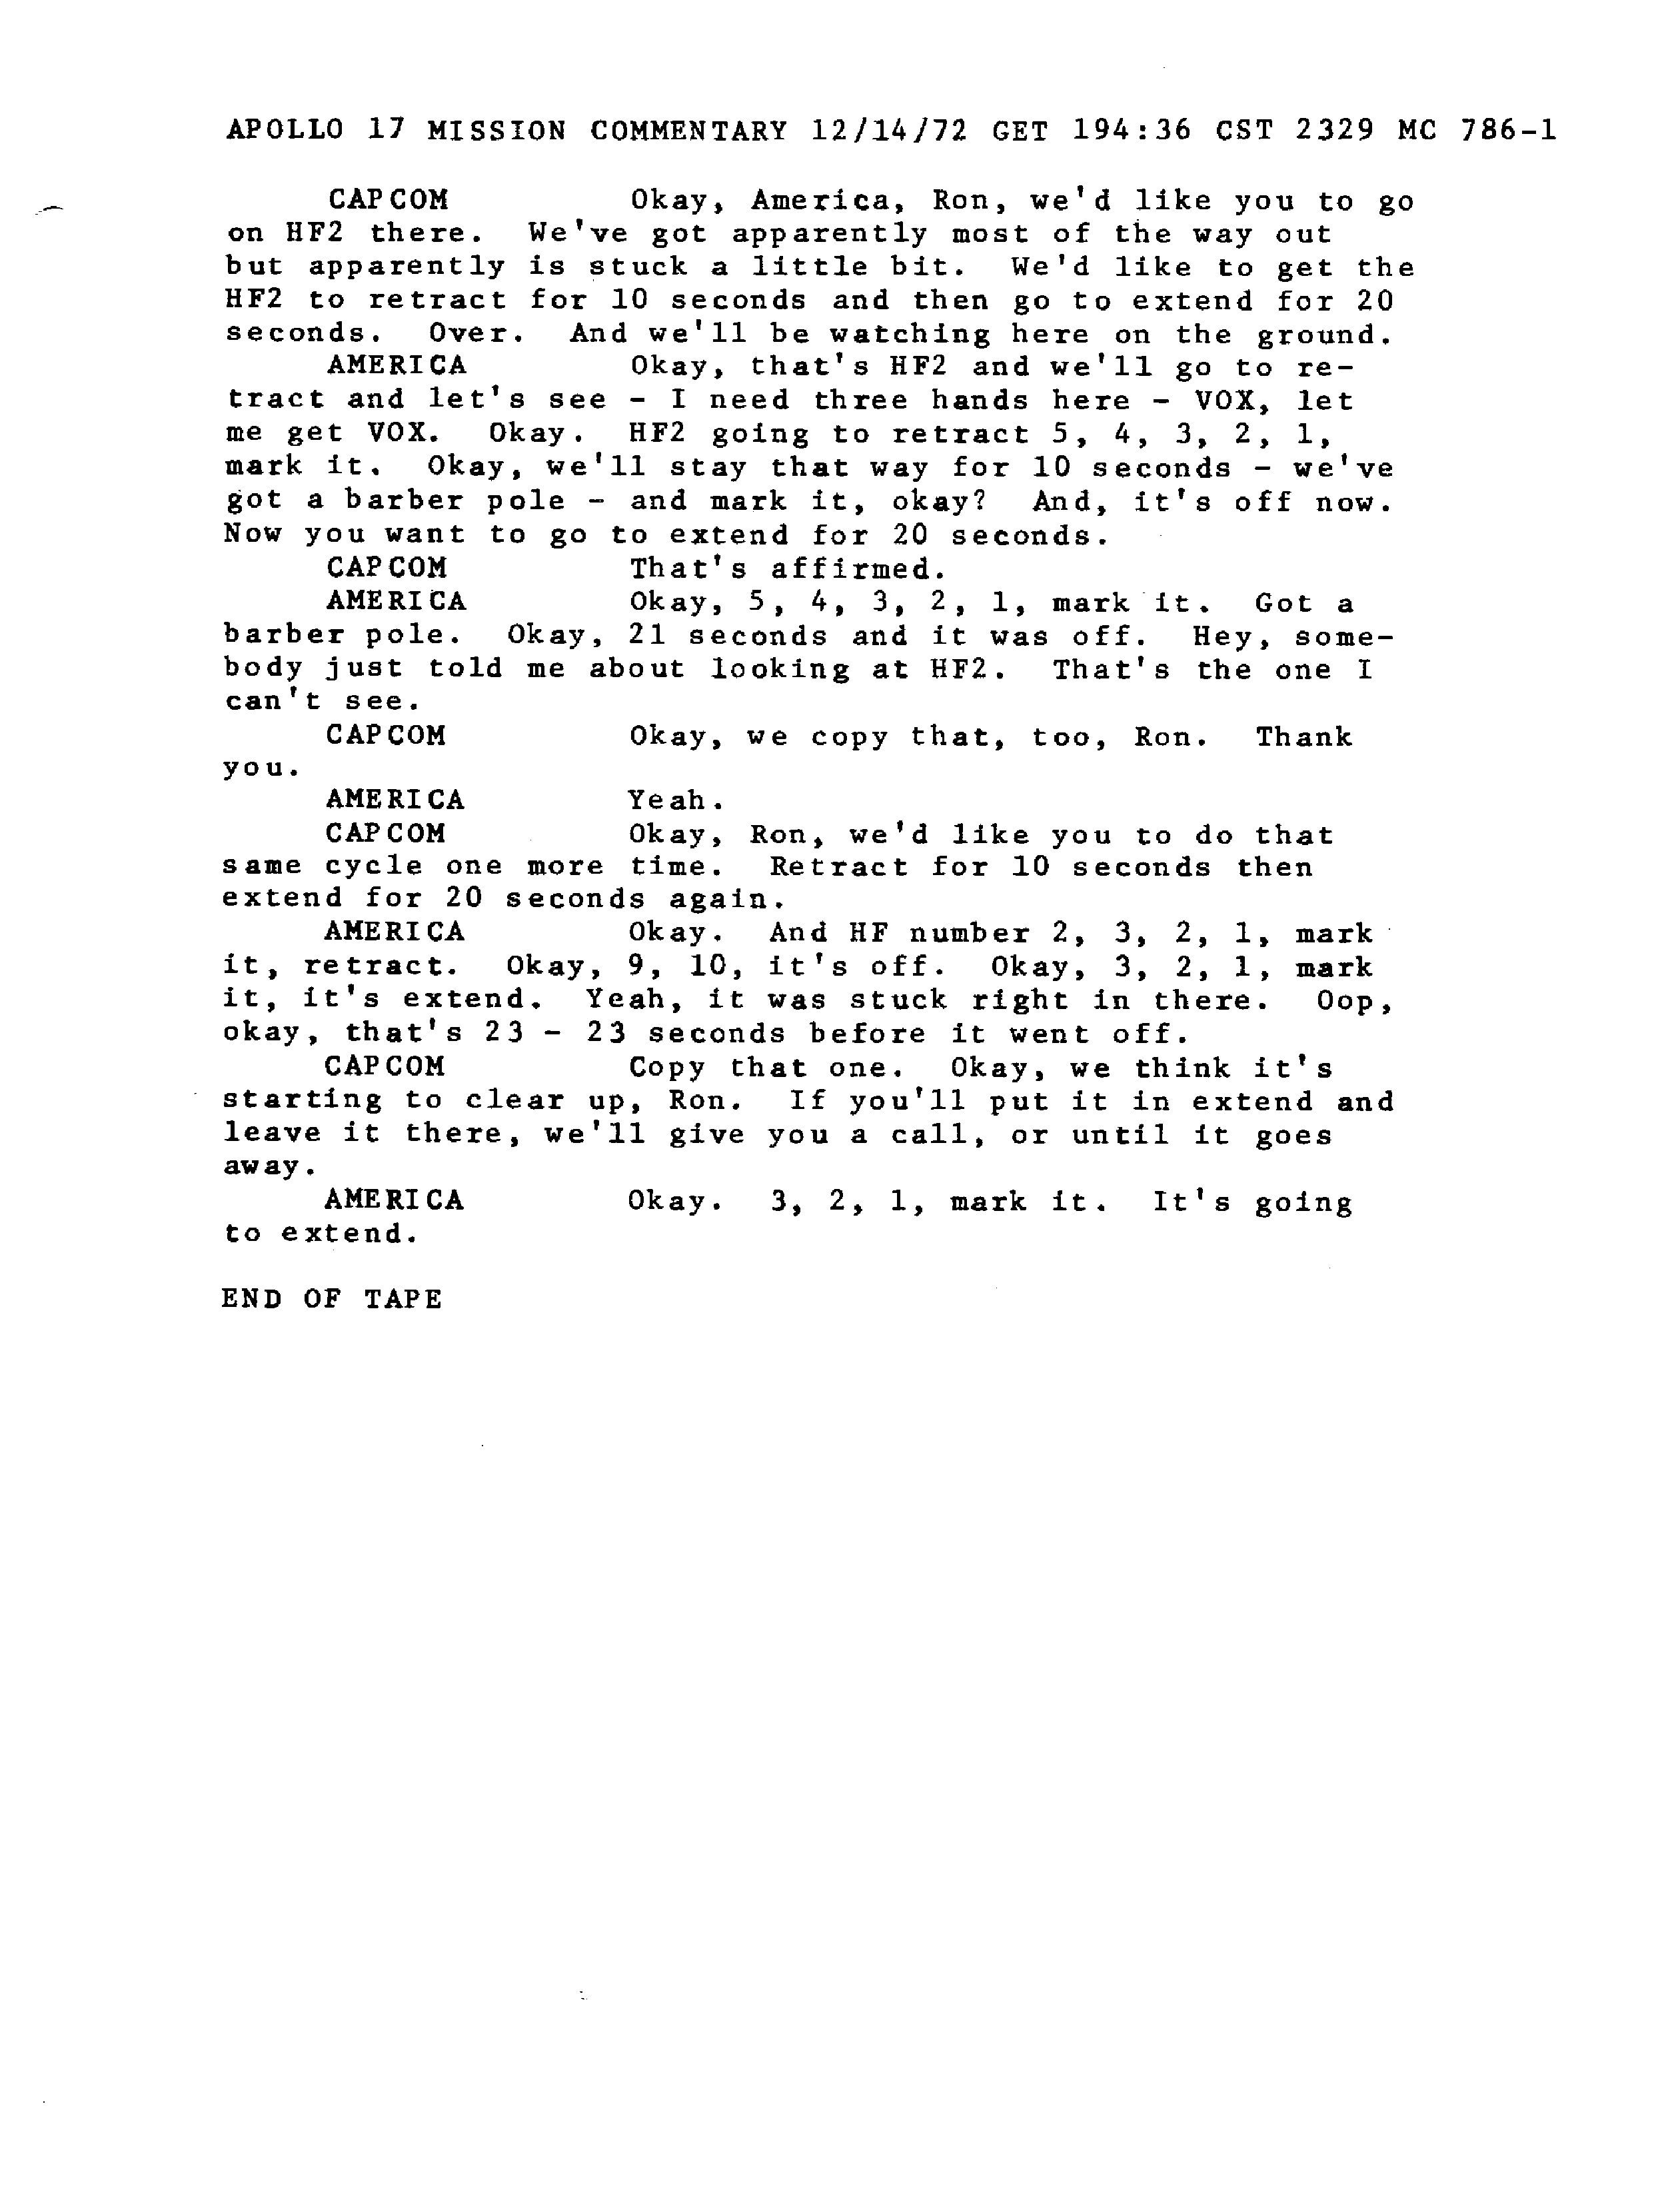 APOLLO 17 MISSION COMMENTARY 12/14/72 GET 194:36 CST 2329 MC 786-1
CAPCOM Okay, America, Ron, we'd like you to go
on HF2 there. We've got apparently most of the way out
but apparently is stuck a little bit. We'd like to get the
HF2 to retract for 10 seconds and then go to extend for 20
seconds. Over. And we'll be watching here on the ground.
AMERICA Okay, that's HF2 and we'll go to re-
tract and let's see - I need three hands here - VOX, let
me get VOX. Okay. HF2 going to retract 5, 4, 3, 2, 1,
mark it. Okay, we'll stay that way for 10 seconds - we've
got a barber pole - and mark it, okay? And, it's off now.
Now you want to go to extend for 20 seconds.
CAPCOM That's affirmed.
AMERICA Okay, 5, 4, 3, 2, 1, mark it. Got a
barber pole. Okay, 21 seconds and it was off. Hey, some-
body just told me about looking at HF2. That's the one I
can't see.
CAPCOM Okay, we copy that, too, Ron. Thank
you.
AMERICA Yeah.
CAPCOM Okay, Ron, we'd like you to do that
same cycle one more time. Retract for 10 seconds then
extend for 20 seconds again.
AMERICA Okay. And HF number 2, 3, 2, 1, mark
it, retract. Okay, 9, 10, it's off. Okay, 3, 2, 1, mark
it, it's extend. Yeah, it was stuck right in there. Oop,
okay, that's 23 - 23 seconds before it went off.
CAPCOM Copy that one. Okay, we think it's
starting to clear up, Ron. If you'll put it in extend and
leave it there, we'll give you a call, or until it goes
away.
AMERICA Okay. 3, 2, 1, mark it. It's going
to extend.
END OF TAPE